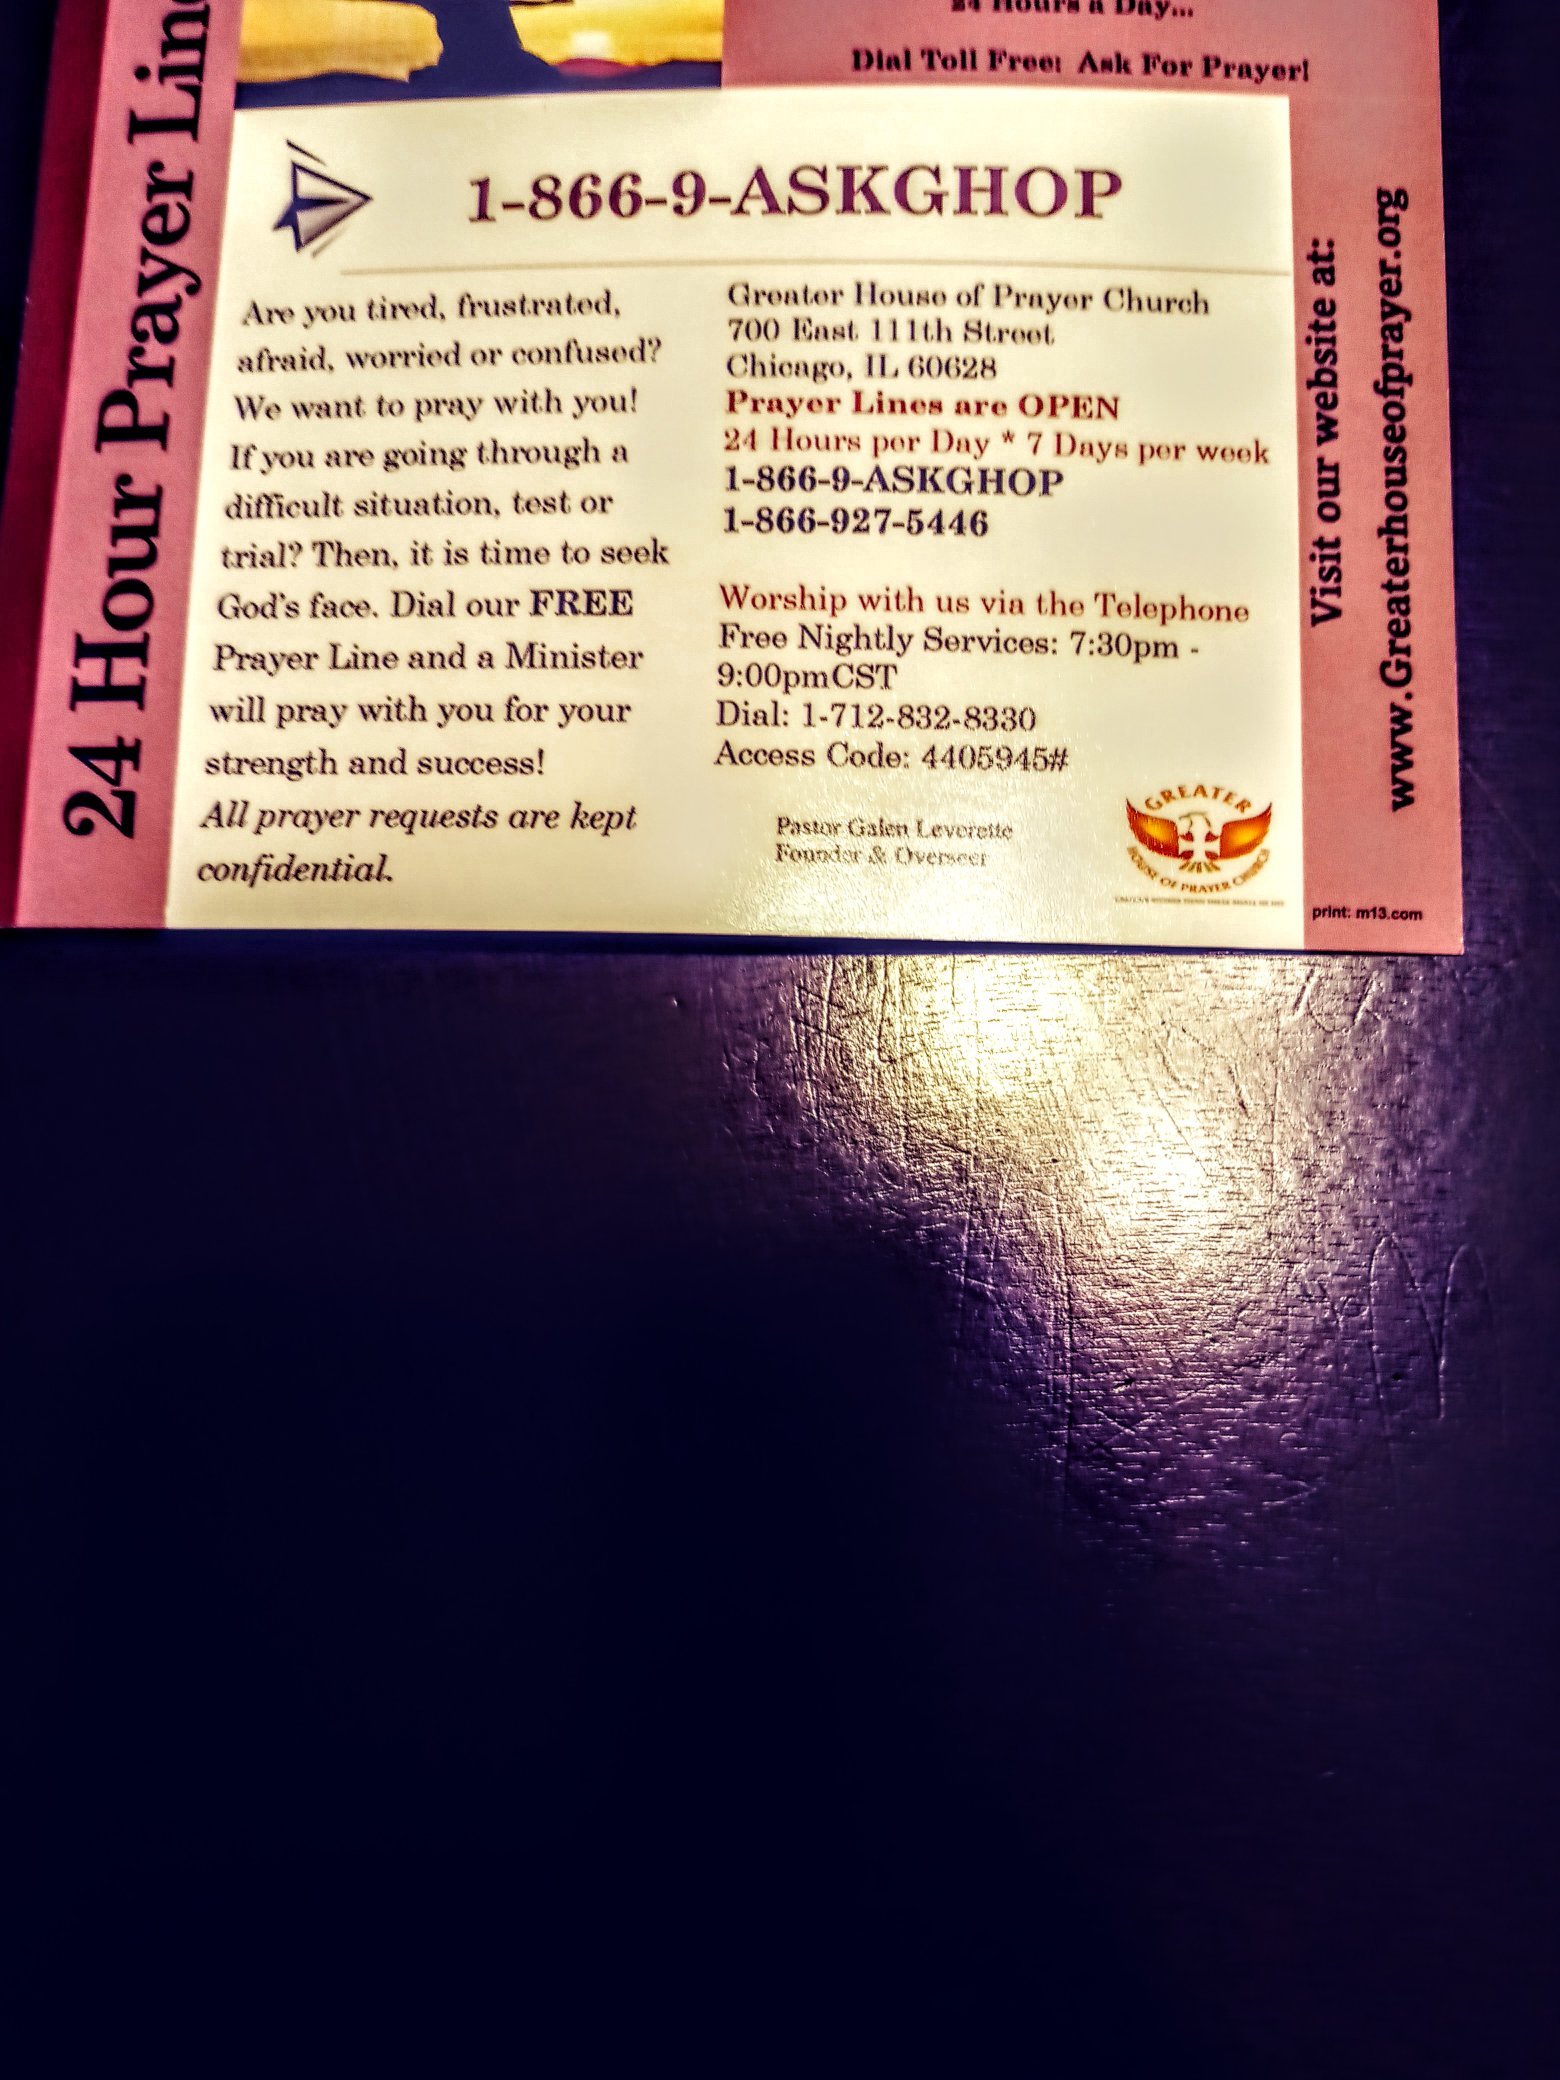 24 Hours a Day...
Dial Toll Free: Ask For Prayer!
24 Hour Prayer Line
1-866-9-ASKGHOP
Are you tired, frustrated,
afraid, worried or confused?
We want to pray with you!
If you are going through a
difficult situation, test or
trial? Then, it is time to seek
God's face. Dial our FREE
Prayer Line and a Minister
will pray with you for your
strength and success!
All prayer requests are kept
confidential.
Greater House of Prayer Church
700 East 111th Street
Chicago, IL 60628
Prayer Lines are OPEN
24 Hours per Day * 7 Days per week
1-866-9-ASKGHOP
1-866-927-5446
Worship with us via the Telephone
Free Nightly Services: 7:30pm -
9:00pmCST
Dial: 1-712-832-8330
Access Code: 4405945#
Pastor Galen Leverette
Founder & Overseer
GREATER
HOUSE OF PRAYER CHURCH
Visit our website at:
www.Greaterhouseofprayer.org
print: m13.com